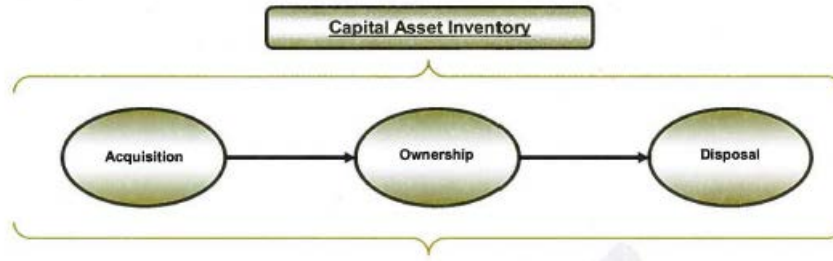 Capital Asset Inventory
Acquisition
Ownership
Disposal